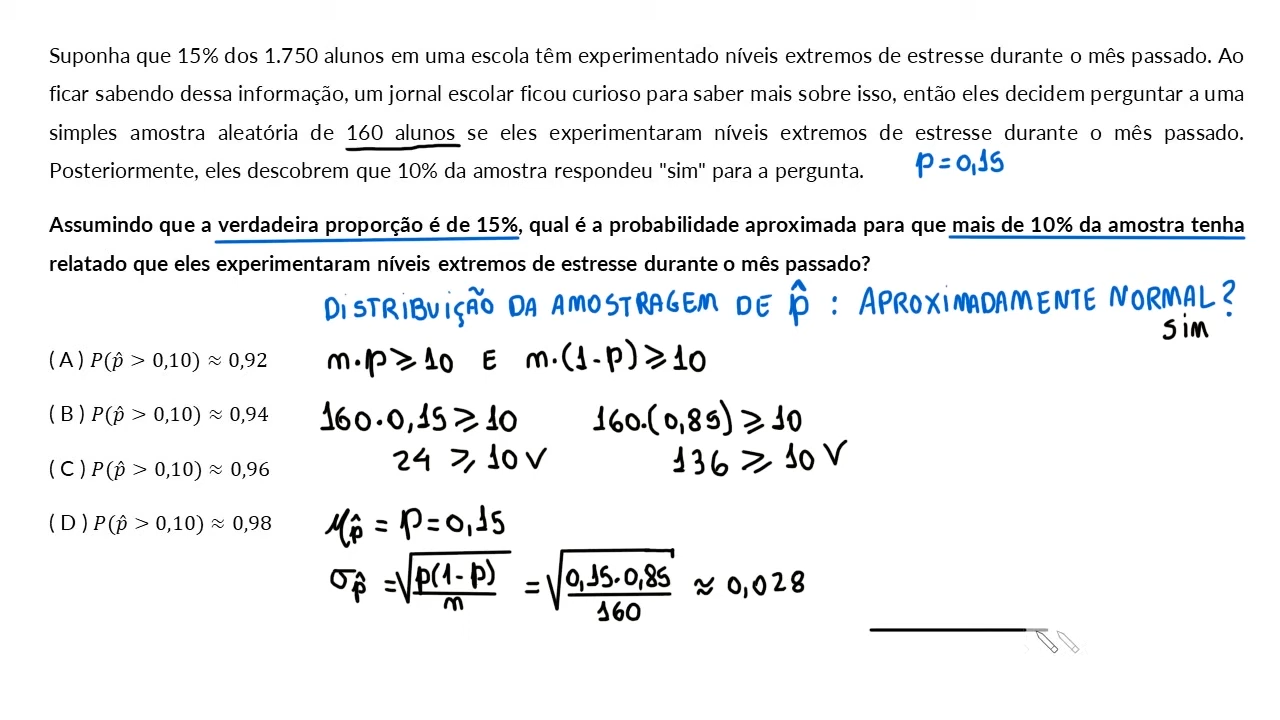 Suponha que 15% dos 1.750 alunos em uma escola têm experimentado níveis extremos de estresse durante o mês passado. Ao
ficar sabendo dessa informação, um jornal escolar ficou curioso para saber mais sobre isso, então eles decidem perguntar a uma
simples amostra aleatória de 160 alunos se eles experimentaram níveis extremos de estresse durante o mês passado.
Posteriormente, eles descobrem que 10% da amostra respondeu "sim" para a pergunta.
p = 0,15
Assumindo que a verdadeira proporção é de 15%, qual é a probabilidade aproximada para que mais de 10% da amostra tenha
relatado que eles experimentaram níveis extremos de estresse durante o mês passado?
DISTRIBUIÇÃO DA AMOSTRAGEM DE p̂ : APROXIMADAMENTE NORMAL?
SIM
( A ) P(p̂ > 0,10) ≈ 0,92
n·p ≥ 10 E n·(1-p) ≥ 10
( B ) P(p̂ > 0,10) ≈ 0,94
160·0,15 ≥ 10 160·(0,85) ≥ 10
24 ≥ 10 V 136 ≥ 10 V
( C ) P(p̂ > 0,10) ≈ 0,96
( D ) P(p̂ > 0,10) ≈ 0,98
μp̂ = p = 0,15
σp̂ = √(p(1-p)/n) = √(0,15·0,85/160) ≈ 0,028